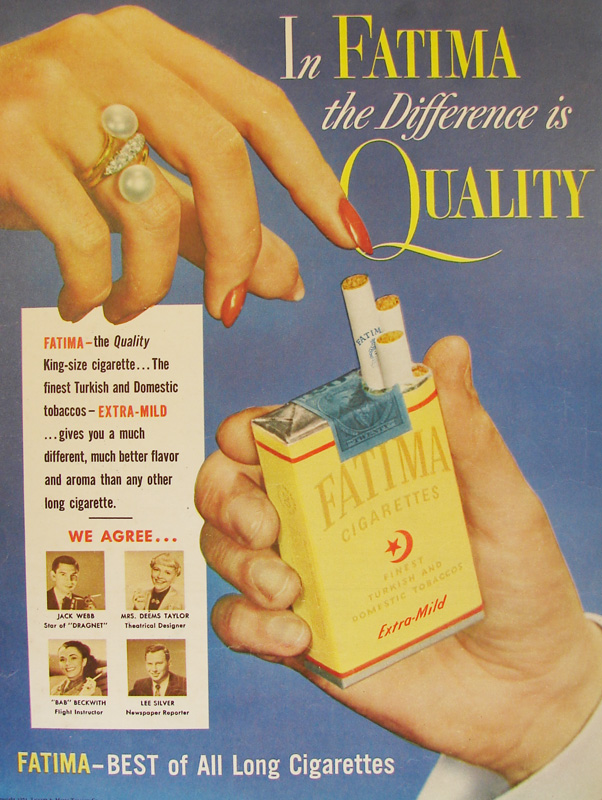 In FATIMA
the Difference is
QUALITY
FATIMA–the Quality
King-size cigarette...The
finest Turkish and Domestic
tobaccos–EXTRA-MILD
...gives you a much
different, much better flavor
and aroma than any other
long cigarette.
WE AGREE...
JACK WEBB
Star of "DRAGNET"
MRS. DEEMS TAYLOR
Theatrical Designer
"BAB" BECKWITH
Flight Instructor
LEE SILVER
Newspaper Reporter
FATIM
TWENTY
FATIMA
CIGARETTES
FINEST
TURKISH AND
DOMESTIC TOBACCOS
Extra-Mild
FATIMA–BEST of All Long Cigarettes